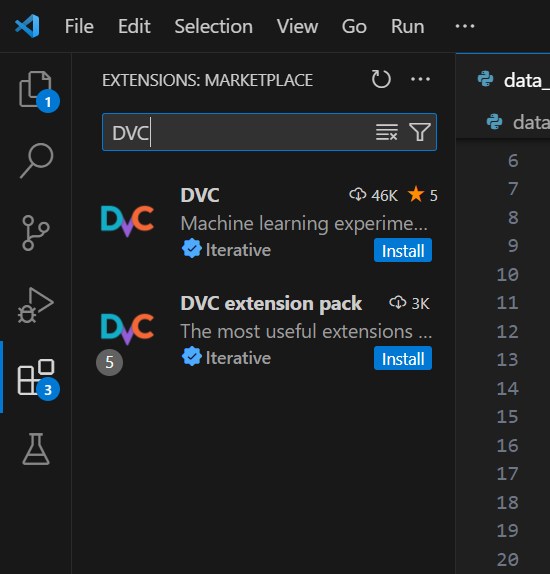 File Edit Selection View Go Run ···
EXTENSIONS: MARKETPLACE ···
data_
DVC
data
1
DVC 46K 5
Machine learning experime...
Iterative Install
DVC
DVC extension pack 3K
The most useful extensions ...
Iterative Install
DVC
5
3
6
7
8
9
10
11
12
13
14
15
16
17
18
19
20